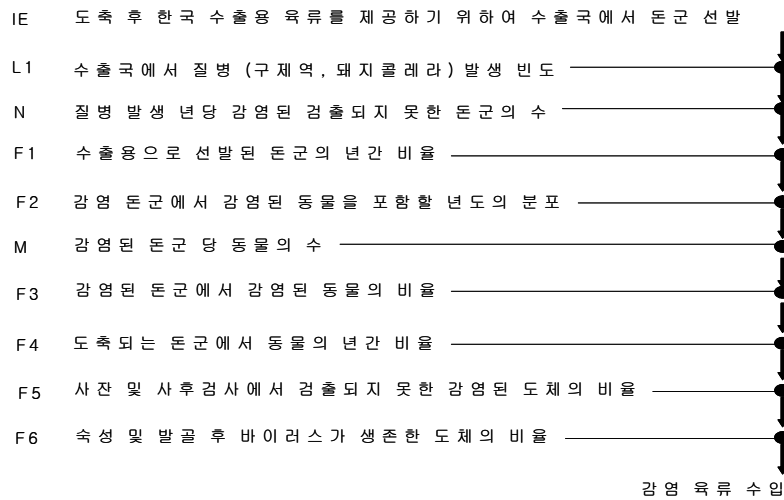 IE 도축 후 한국 수출용 육류를 제공하기 위하여 수출국에서 돈군 선발
L1 수출국에서 질병 (구제역, 돼지콜레라) 발생 빈도
N 질병 발생 년당 감염된 검출되지 못한 돈군의 수
F1 수출용으로 선발된 돈군의 년간 비율
F2 감염 돈군에서 감염된 동물을 포함할 년도의 분포
M 감염된 돈군 당 동물의 수
F3 감염된 돈군에서 감염된 동물의 비율
F4 도축되는 돈군에서 동물의 년간 비율
F5 사잔 및 사후검사에서 검출되지 못한 감염된 도체의 비율
F6 숙성 및 발골 후 바이러스가 생존한 도체의 비율
감염 육류 수입